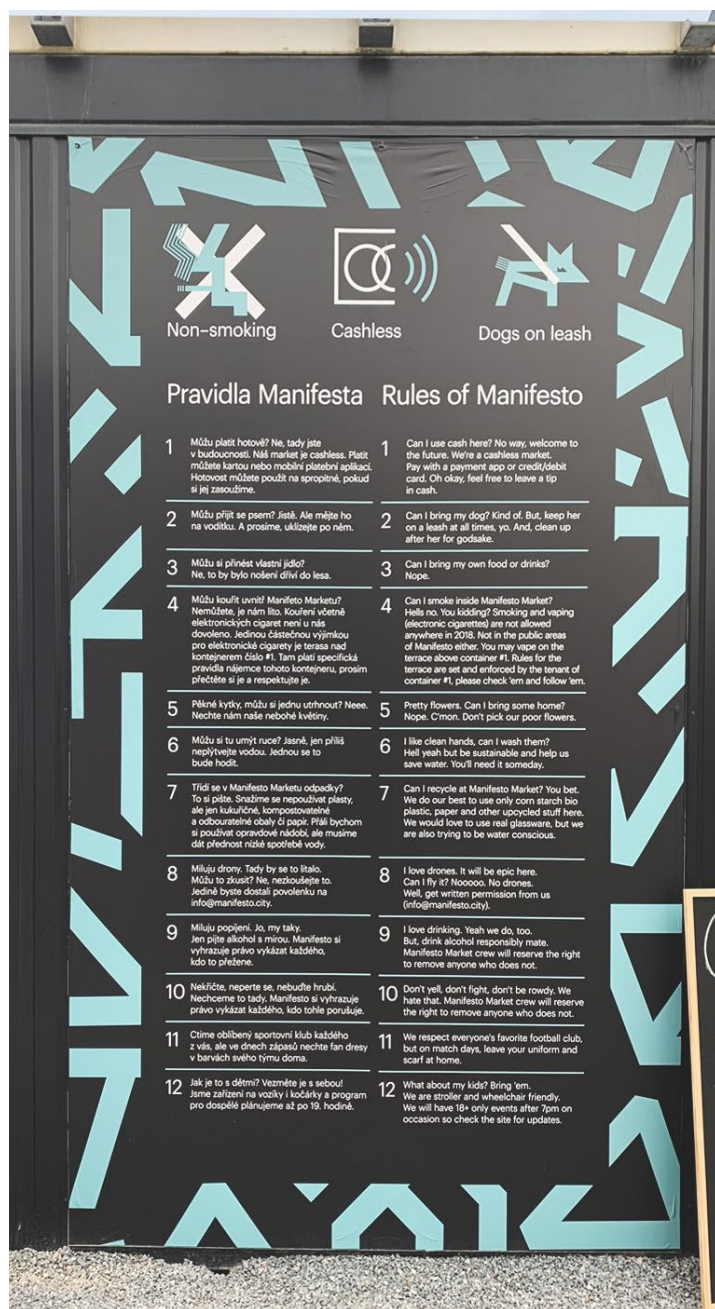 Non-smoking
Cashless
Dogs on leash
Pravidla Manifesta
1
Můžu platit hotově? Ne, tady jste
v budoucnosti. Náš market je cashless. Platit
můžete kartou nebo mobilní platební aplikací.
Hotovost můžete použít na spropitné, pokud
si jej zasoužíme.
2
Můžu přijít se psem? Jistě. Ale mějte ho
na vodítku. A prosíme, uklízejte po něm.
3
Můžu si přinést vlastní jídlo?
Ne, to by bylo nošení dříví do lesa.
4
Můžu kouřit uvnitř Manifeto Marketu?
Nemůžete, je nám líto. Kouření včetně
elektronických cigaret není u nás
dovoleno. Jedinou částečnou výjimkou
pro elektronické cigarety je terasa nad
kontejnerem číslo #1. Tam platí specifická
pravidla nájemce tohoto kontejneru, prosím
přečtěte si je a respektujte je.
5
Pěkné kytky, můžu si jednu utrhnout? Neee.
Nechte nám naše nebohé květiny.
6
Můžu si tu umýt ruce? Jasně, jen příliš
neplýtvejte vodou. Jednou se to
bude hodit.
7
Třídí se v Manifesto Marketu odpadky?
To si pište. Snažíme se nepoužívat plasty,
ale jen kukuřičné, kompostovatelné
a odbouratelné obaly či papír. Přáli bychom
si používat opravdové nádobí, ale musíme
dát přednost nízké spotřebě vody.
8
Miluju drony. Tady by se to lítalo.
Můžu to zkusit? Ne, nezkoušejte to.
Jedině byste dostali povolenku na
info@manifesto.city.
9
Miluju popíjení. Jo, my taky.
Jen pijte alkohol s mírou. Manifesto si
vyhrazuje právo vykázat každého,
kdo to přežene.
10
Nekřičte, neperte se, nebuďte hrubí.
Nechceme to tady. Manifesto si vyhrazuje
právo vykázat každého, kdo tohle porušuje.
11
Ctíme oblíbený sportovní klub každého
z vás, ale ve dnech zápasů nechte fan dresy
v barvách svého týmu doma.
12
Jak je to s dětmi? Vezměte je s sebou!
Jsme zařízení na vozíky i kočárky a program
pro dospělé plánujeme až po 19. hodině.
Rules of Manifesto
1
Can I use cash here? No way, welcome to
the future. We're a cashless market.
Pay with a payment app or credit/debit
card. Oh okay, feel free to leave a tip
in cash.
2
Can I bring my dog? Kind of. But, keep her
on a leash at all times, yo. And, clean up
after her for godsake.
3
Can I bring my own food or drinks?
Nope.
4
Can I smoke inside Manifesto Market?
Hells no. You kidding? Smoking and vaping
(electronic cigarettes) are not allowed
anywhere in 2018. Not in the public areas
of Manifesto either. You may vape on the
terrace above container #1. Rules for the
terrace are set and enforced by the tenant of
container #1, please check 'em and follow 'em.
5
Pretty flowers. Can I bring some home?
Nope. C'mon. Don't pick our poor flowers.
6
I like clean hands, can I wash them?
Hell yeah but be sustainable and help us
save water. You'll need it someday.
7
Can I recycle at Manifesto Market? You bet.
We do our best to use only corn starch bio
plastic, paper and other upcycled stuff here.
We would love to use real glassware, but we
are also trying to be water conscious.
8
I love drones. It will be epic here.
Can I fly it? Nooooo. No drones.
Well, get written permission from us
(info@manifesto.city).
9
I love drinking. Yeah we do, too.
But, drink alcohol responsibly mate.
Manifesto Market crew will reserve the right
to remove anyone who does not.
10
Don't yell, don't fight, don't be rowdy. We
hate that. Manifesto Market crew will reserve
the right to remove anyone who does not.
11
We respect everyone's favorite football club,
but on match days, leave your uniform and
scarf at home.
12
What about my kids? Bring 'em.
We are stroller and wheelchair friendly.
We will have 18+ only events after 7pm on
occasion so check the site for updates.